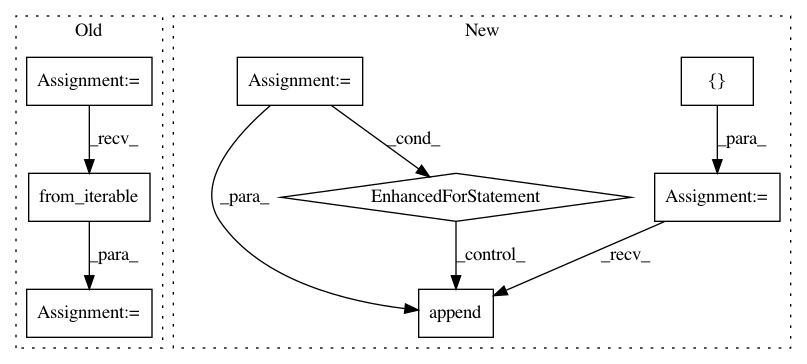 Old
New
Assignment:=
Assignment:=
{}
_recv_
_cond_
_para_
from_iterable
_para_
EnhancedForStatement
Assignment:=
_para_
_control_
_recv_
Assignment:=
append